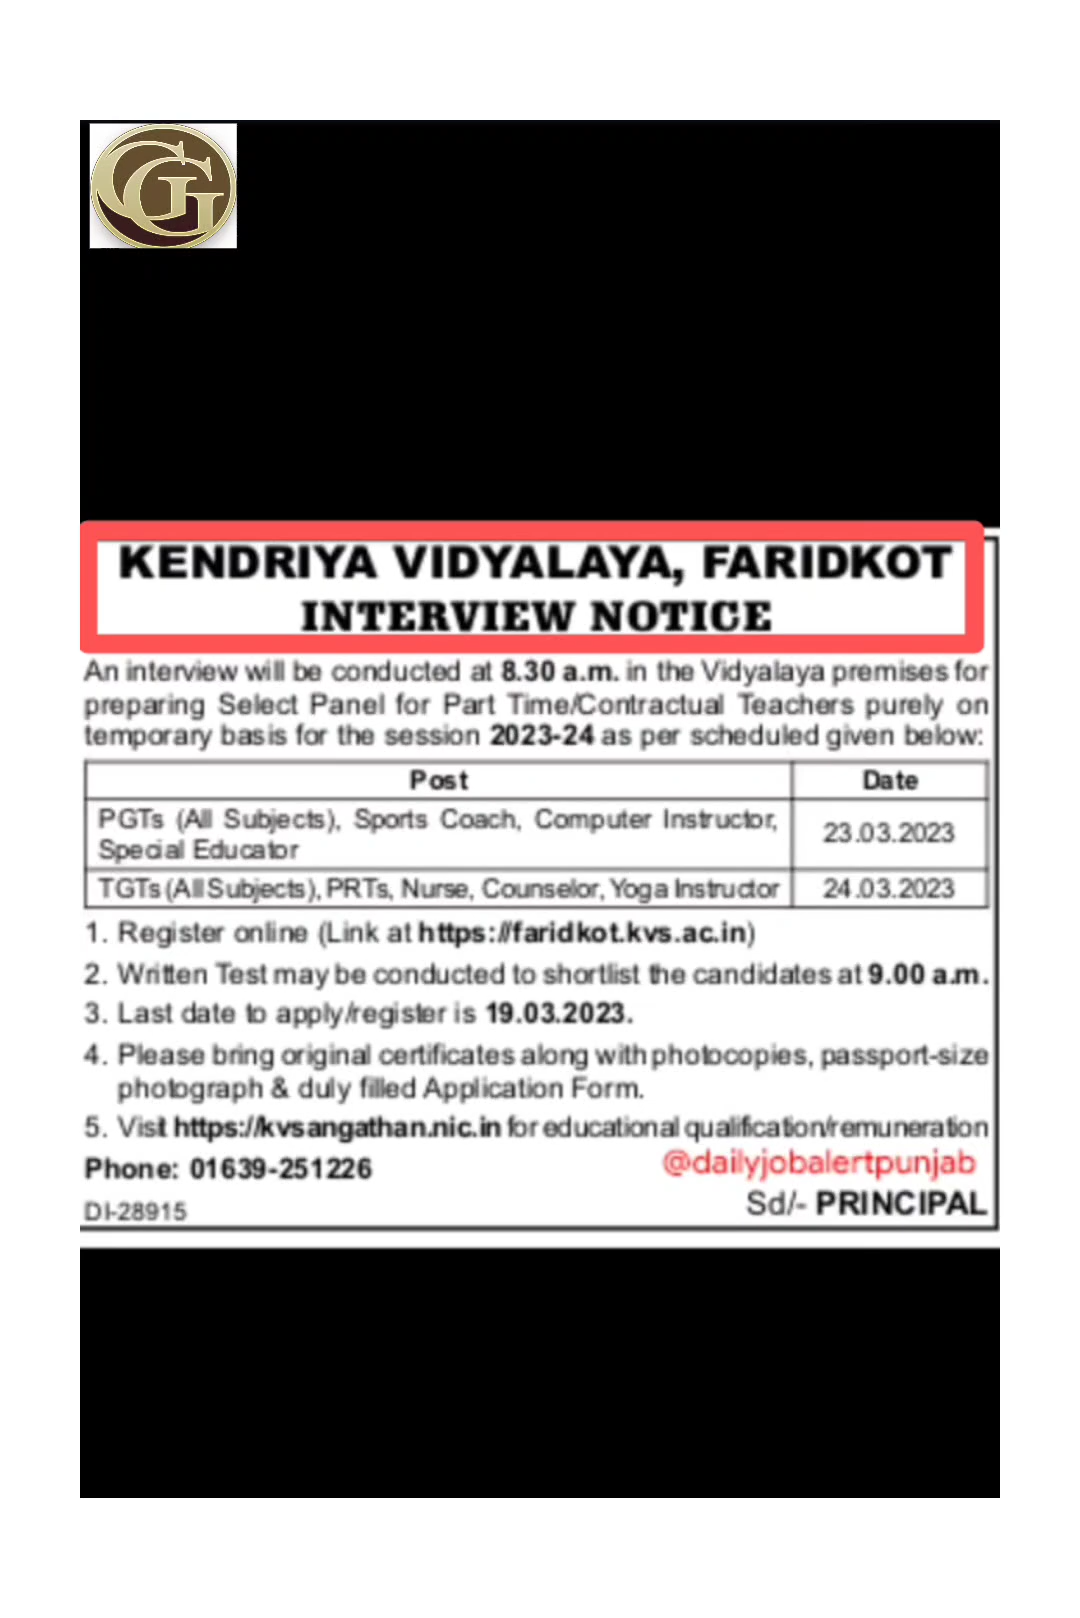 CGI
KENDRIYA VIDYALAYA, FARIDKOT
INTERVIEW NOTICE
An interview will be conducted at 8.30 a.m. in the Vidyalaya premises for
preparing Select Panel for Part Time/Contractual Teachers purely on
temporary basis for the session 2023-24 as per scheduled given below:
Post Date
PGTs (All Subjects), Sports Coach, Computer Instructor,
Special Educator 23.03.2023
TGTs (All Subjects), PRTs, Nurse, Counselor, Yoga Instructor 24.03.2023
1. Register online (Link at https://faridkot.kvs.ac.in)
2. Written Test may be conducted to shortlist the candidates at 9.00 a.m.
3. Last date to apply/register is 19.03.2023.
4. Please bring original certificates along with photocopies, passport-size
photograph & duly filled Application Form.
5. Visit https://kvsangathan.nic.in for educational qualification/remuneration
Phone: 01639-251226
@dailyjobalertpunjab
DI-28915
Sd/- PRINCIPAL